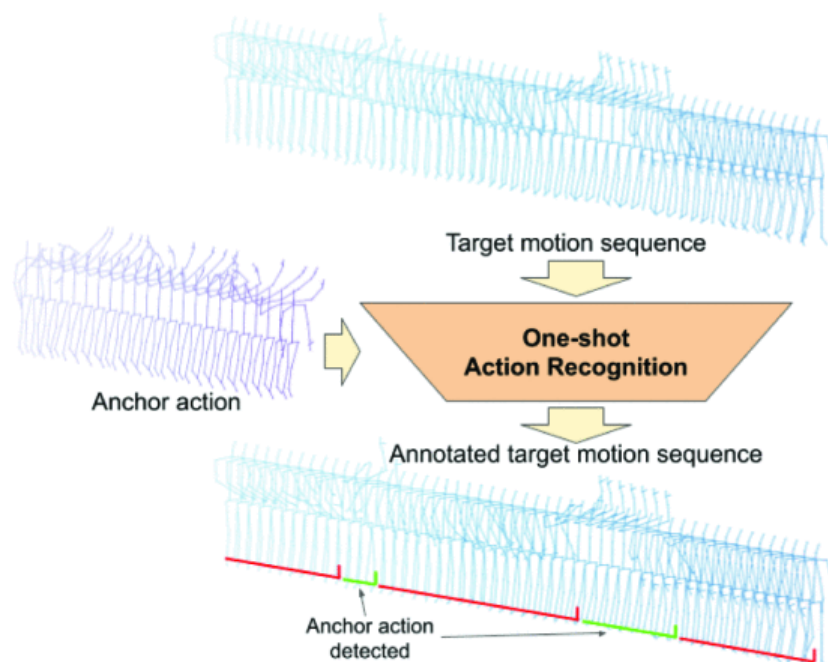 Target motion sequence
One-shot
Action Recognition
Anchor action
Annotated target motion sequence
Anchor action
detected